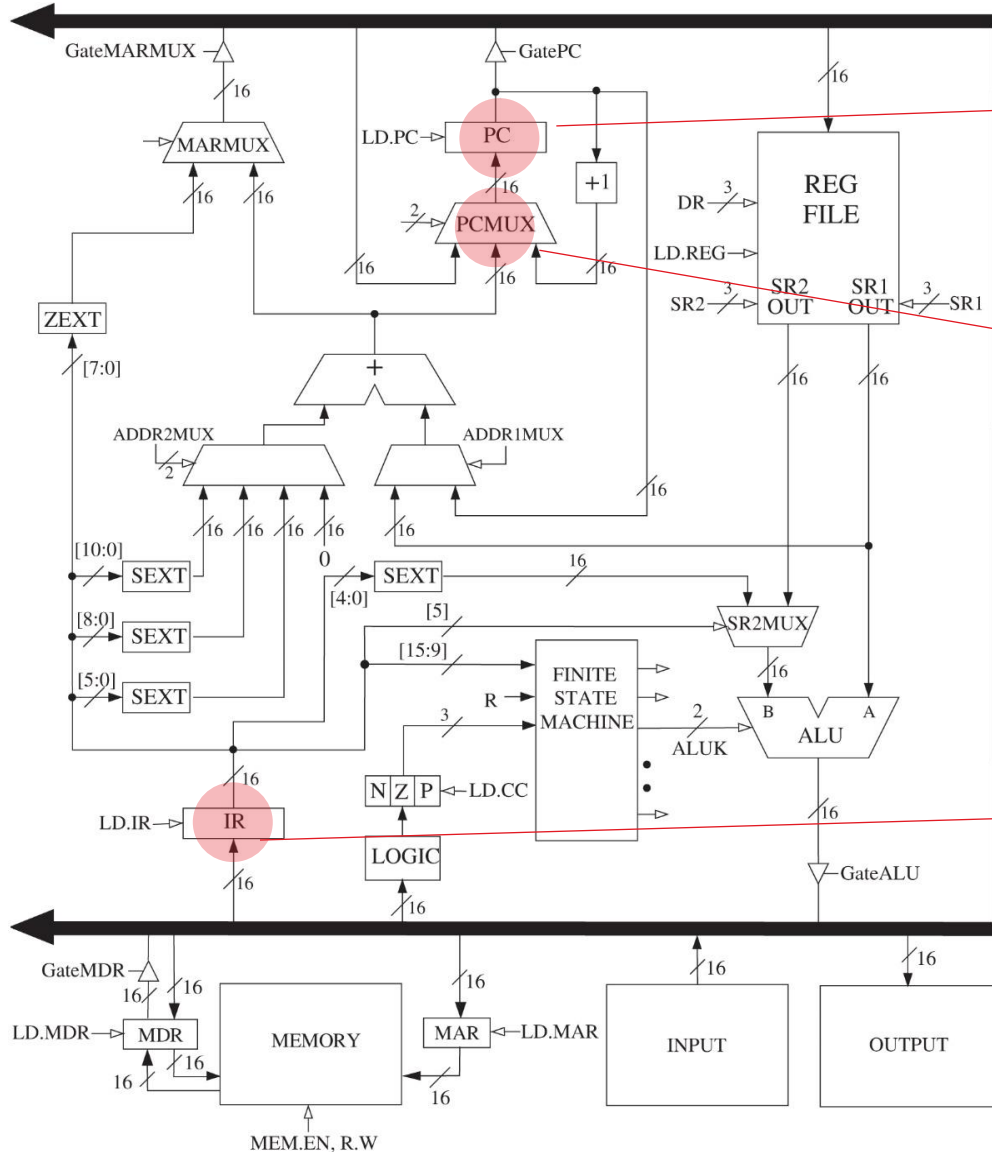 GateMARMUX
GatePC
16
16
MARMUX
LD.PC
PC
16
16
16
+1
2
PCMUX
16
16
16
REG
FILE
DR
3
LD.REG
SR2
3
SR2
OUT
SR1
OUT
3
SR1
ZEXT
[7:0]
+
16
16
ADDR2MUX
2
ADDR1MUX
16
16
16
16
16
16
16
0
[10:0]
SEXT
[4:0]
SEXT
16
[8:0]
SEXT
[5]
SR2MUX
[15:9]
16
[5:0]
SEXT
FINITE
STATE
MACHINE
R
3
2
ALUK
B
A
ALU
16
N Z P
LD.CC
LD.IR
IR
LOGIC
16
GateALU
16
16
GateMDR
16
16
16
16
16
LD.MDR
MDR
MEMORY
MAR
LD.MAR
INPUT
OUTPUT
16
16
16
MEM.EN, R.W